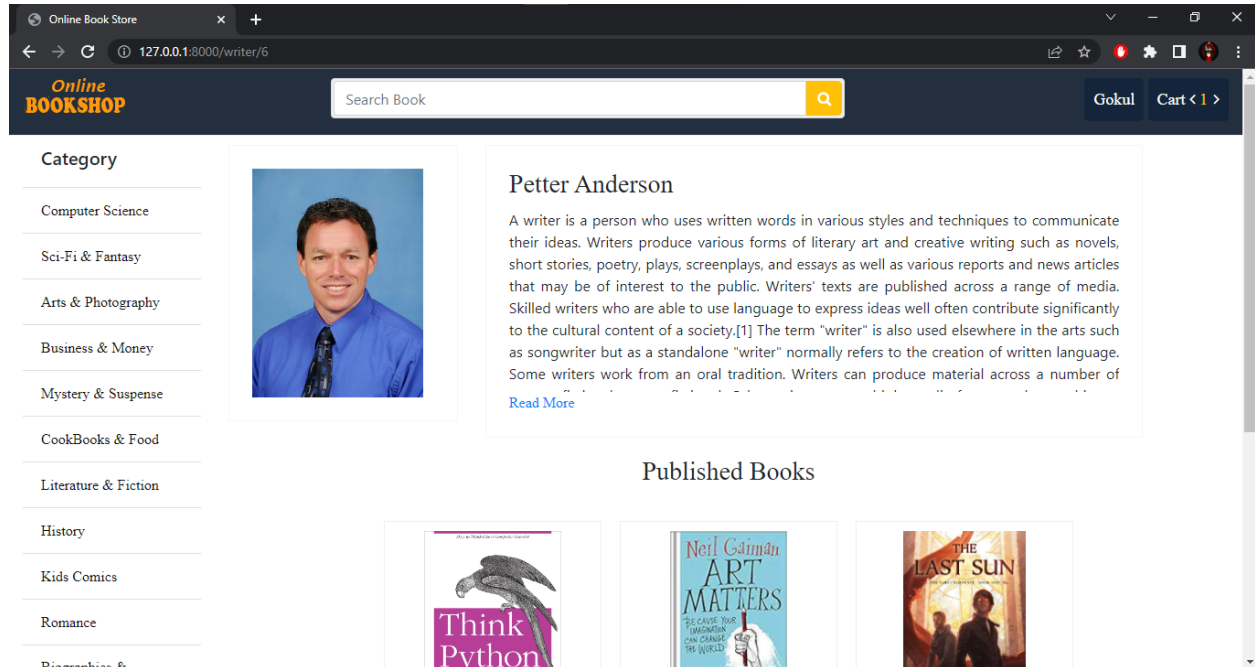 Online Book Store
127.0.0.1:8000/writer/6
Online
BOOKSHOP
Search Book
Gokul
Cart < 1 >
Category
Computer Science
Sci-Fi & Fantasy
Arts & Photography
Business & Money
Mystery & Suspense
CookBooks & Food
Literature & Fiction
History
Kids Comics
Romance
Biographies &
Petter Anderson
A writer is a person who uses written words in various styles and techniques to communicate
their ideas. Writers produce various forms of literary art and creative writing such as novels,
short stories, poetry, plays, screenplays, and essays as well as various reports and news articles
that may be of interest to the public. Writers' texts are published across a range of media.
Skilled writers who are able to use language to express ideas well often contribute significantly
to the cultural content of a society.[1] The term "writer" is also used elsewhere in the arts such
as songwriter but as a standalone "writer" normally refers to the creation of written language.
Some writers work from an oral tradition. Writers can produce material across a number of
Read More
Published Books
Think
Python
Neil Gaiman
ART
MATTERS
BECAUSE YOUR
IMAGINATION
CAN CHANGE
THE WORLD
THE
LAST SUN